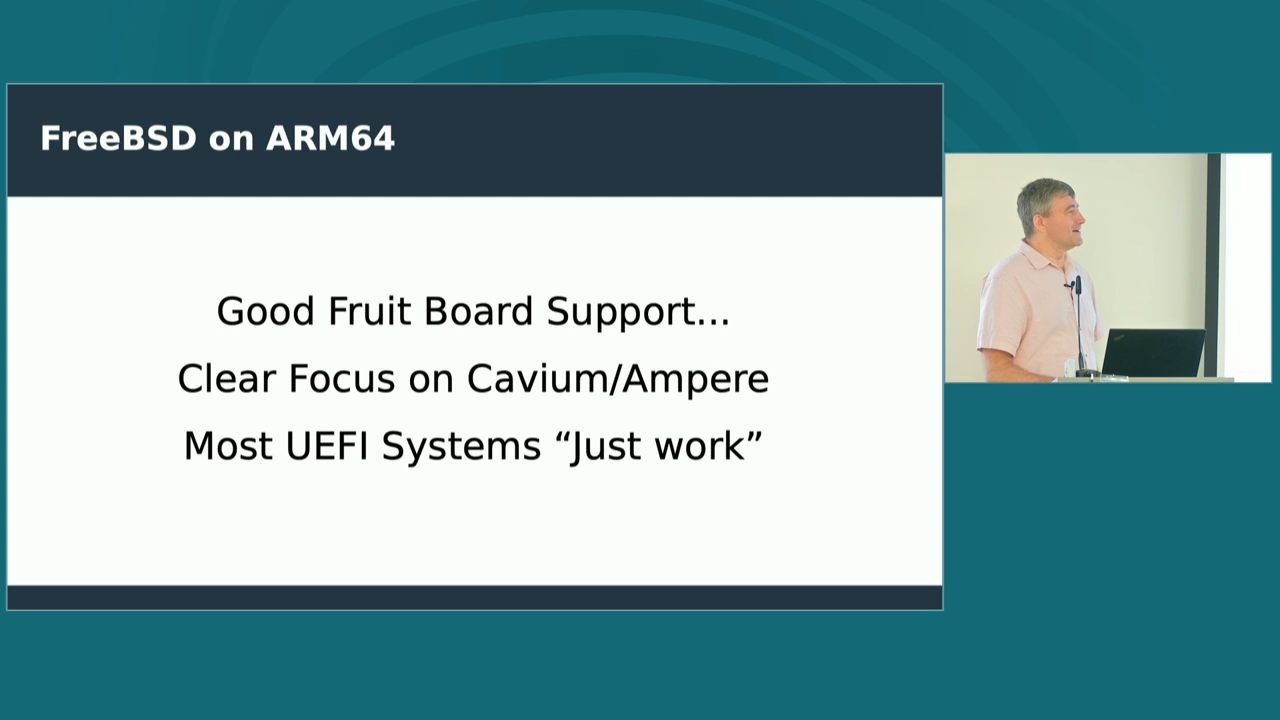 FreeBSD on ARM64
Good Fruit Board Support...
Clear Focus on Cavium/Ampere
Most UEFI Systems “Just work”